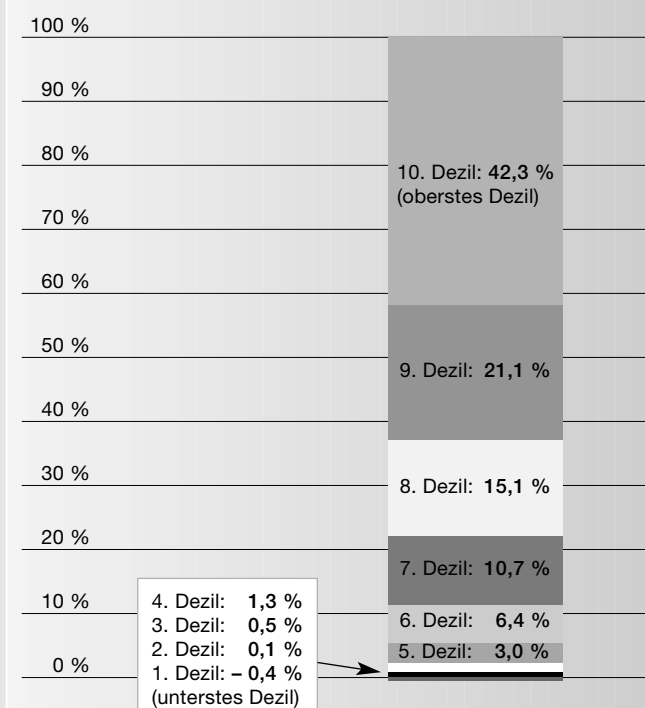 100 %
90 %
80 %
70 %
60 %
50 %
40 %
30 %
20 %
10 %
0 %
10. Dezil: 42,3 %
(oberstes Dezil)
9. Dezil: 21,1 %
8. Dezil: 15,1 %
7. Dezil: 10,7 %
6. Dezil: 6,4 %
5. Dezil: 3,0 %
4. Dezil: 1,3 %
3. Dezil: 0,5 %
2. Dezil: 0,1 %
1. Dezil: – 0,4 %
(unterstes Dezil)